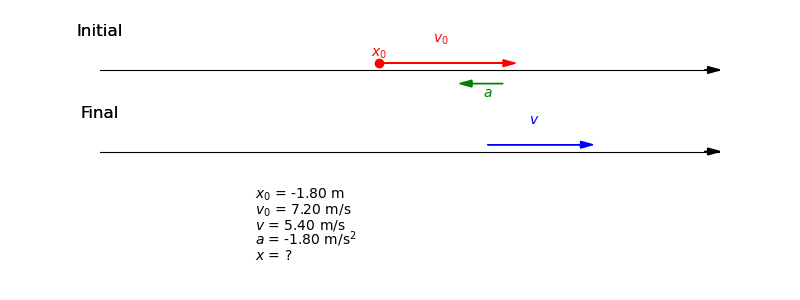 Initial
v₀
x₀
a
Final
v
x₀ = -1.80 m
v₀ = 7.20 m/s
v = 5.40 m/s
a = -1.80 m/s²
x = ?